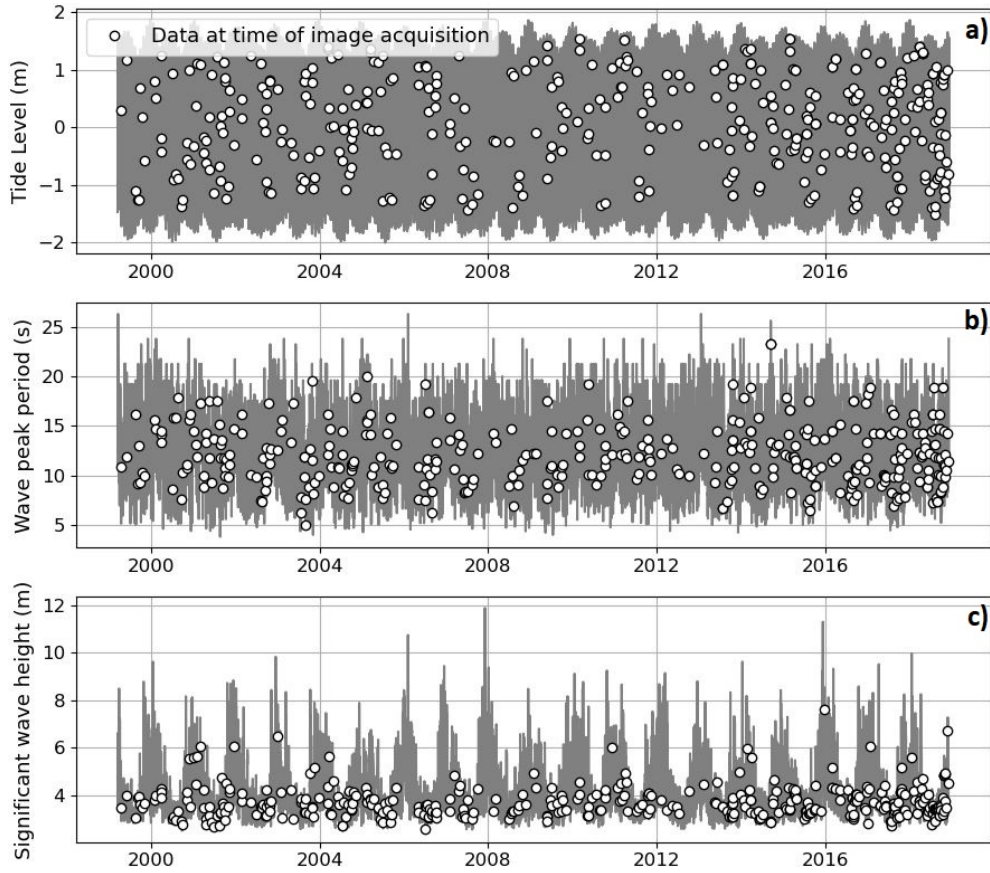 2
a)
Data at time of image acquisition
1
0
−1
−2
Tide Level (m)
2000 2004 2008 2012 2016
b)
25
20
15
10
5
Wave peak period (s)
2000 2004 2008 2012 2016
c)
12
10
8
6
4
Significant wave height (m)
2000 2004 2008 2012 2016